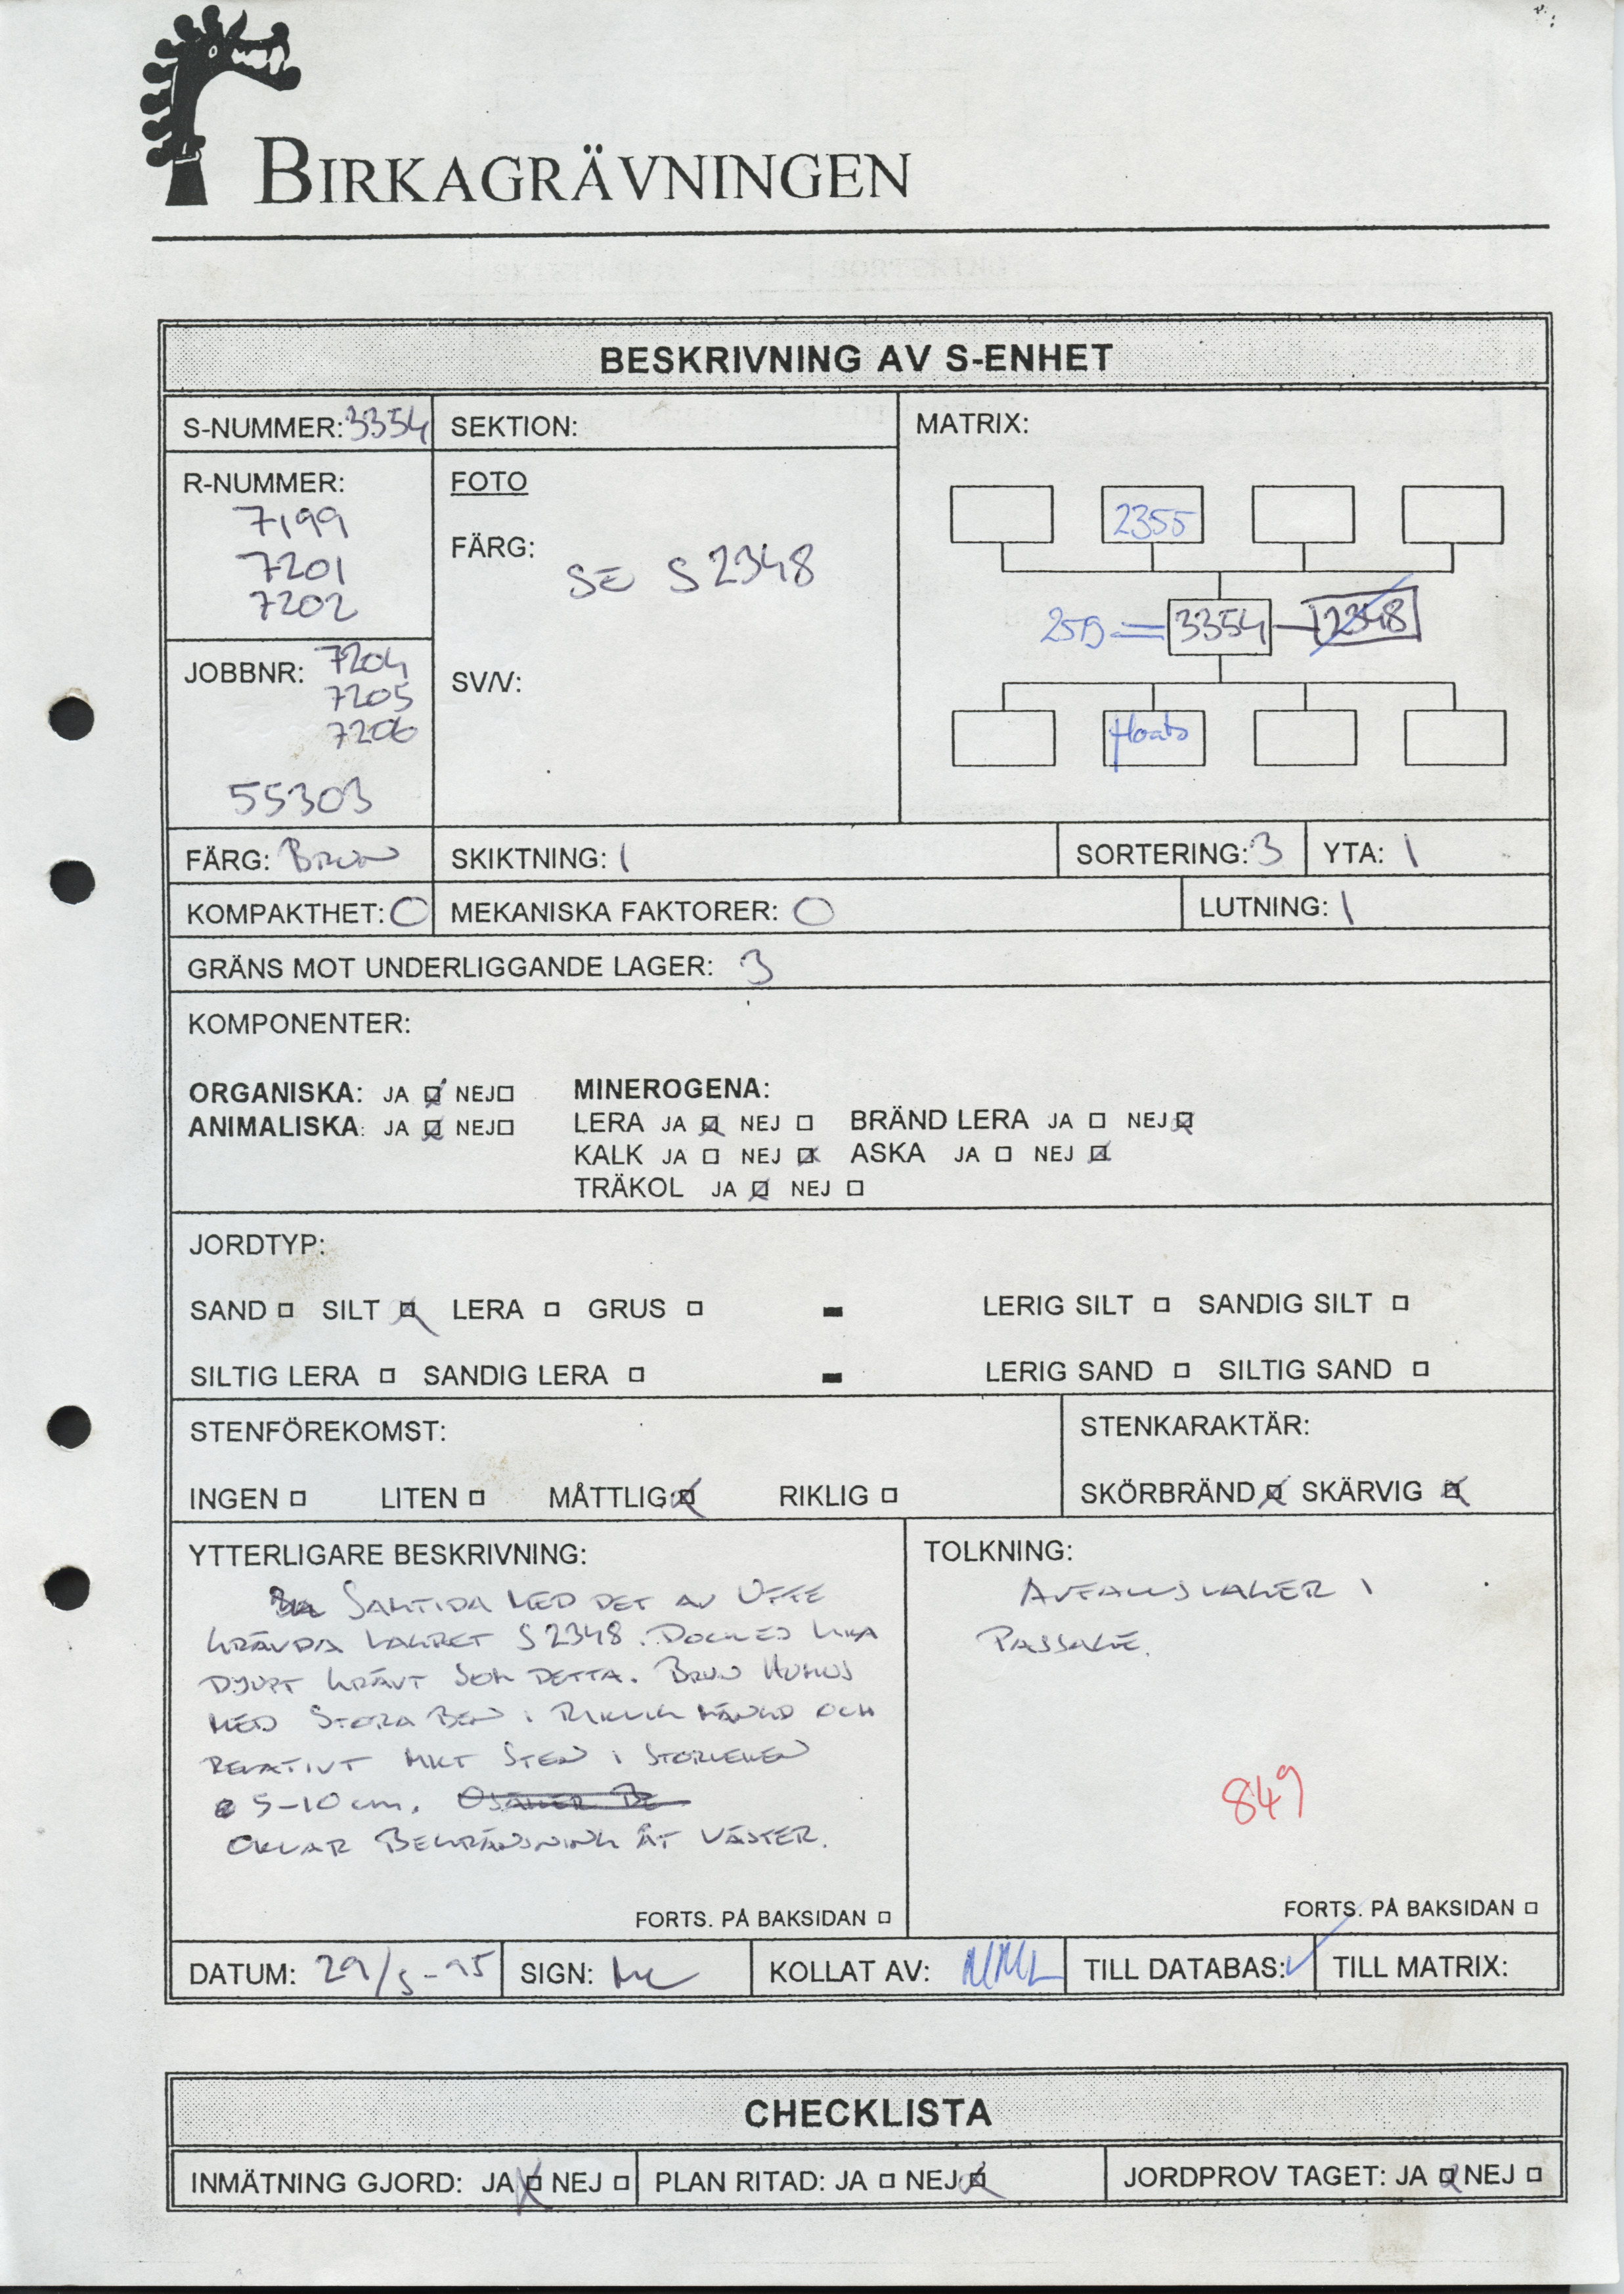 BIRKAGRÄVNINGEN
BESKRIVNING AV S-ENHET
S-NUMMER: 3354
SEKTION:
MATRIX:
R-NUMMER:
7199
7201
7202
FOTO
FÄRG: SE S 2348
SV/V:
2355
3354 2348
JOBBNR: 7204
7205
7206
55303
FÄRG: BRUN
SKIKTNING: 1
SORTERING: 3
YTA: 1
KOMPAKTHET: 0
MEKANISKA FAKTORER: 0
LUTNING: 1
GRÄNS MOT UNDERLIGGANDE LAGER: 3
KOMPONENTER:
ORGANISKA: JA NEJ
ANIMALISKA: JA NEJ
MINEROGENA:
LERA JA NEJ BRÄND LERA JA NEJ
KALK JA NEJ ASKA JA NEJ
TRÄKOL JA NEJ
JORDTYP:
SAND SILT LERA GRUS - LERIG SILT SANDIG SILT
SILTIG LERA SANDIG LERA - LERIG SAND SILTIG SAND
STENFÖREKOMST:
INGEN LITEN MÅTTLIG RIKLIG
STENKARAKTÄR:
SKÖRBRÄND SKÄRVIG
YTTERLIGARE BESKRIVNING:
SAMTIDA MED DET AV UFFE
GRÄVDA LAGRET S 2348. LIKA
DJUPT GRÄVT SOM DETTA. BRUN HUMUS
MED STORA BEN I RIKLIG MÄNGD OCH
RELATIVT MKT STEN I STORLEKEN
5-10 cm.
OKLAR BEGRÄNSNING ÅT VÄSTER.
FORTS. PÅ BAKSIDAN
TOLKNING:
AVFALLSLAGER I
PASSAGE.
849
FORTS. PÅ BAKSIDAN
DATUM: 29/5-95
SIGN:
KOLLAT AV:
TILL DATABAS:
TILL MATRIX:
CHECKLISTA
INMÄTNING GJORD: JA NEJ
PLAN RITAD: JA NEJ
JORDPROV TAGET: JA NEJ